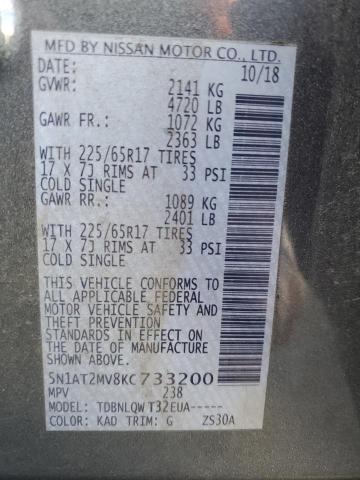 MFD BY NISSAN MOTOR CO., LTD.
DATE: 10/18
GVWR: 2141 KG
4720 LB
GAWR FR.: 1072 KG
2363 LB
WITH 225/65R17 TIRES
17 X 7J RIMS AT 33 PSI
COLD SINGLE
GAWR RR.: 1089 KG
2401 LB
WITH 225/65R17 TIRES
17 X 7J RIMS AT 33 PSI
COLD SINGLE
THIS VEHICLE CONFORMS TO
ALL APPLICABLE FEDERAL
MOTOR VEHICLE SAFETY AND
THEFT PREVENTION
STANDARDS IN EFFECT ON
THE DATE OF MANUFACTURE
SHOWN ABOVE.
5N1AT2MV8KC733200
MPV 238
MODEL: TDBNLQW T32EUA-----
COLOR: KAD TRIM: G ZS30A